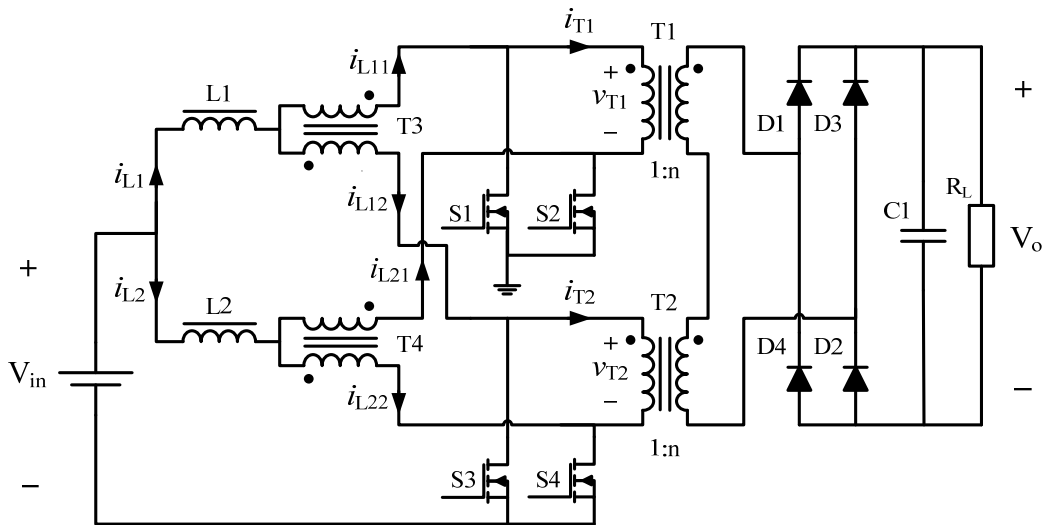 i_T1
T1
i_L11
L1
+
v_T1
−
T3
D1
D3
+
1:n
i_L1
i_L12
S1
S2
C1
R_L
V_o
+
i_L21
i_L2
L2
i_T2
T2
+
v_T2
−
T4
D4
D2
V_in
i_L22
−
1:n
−
S3
S4